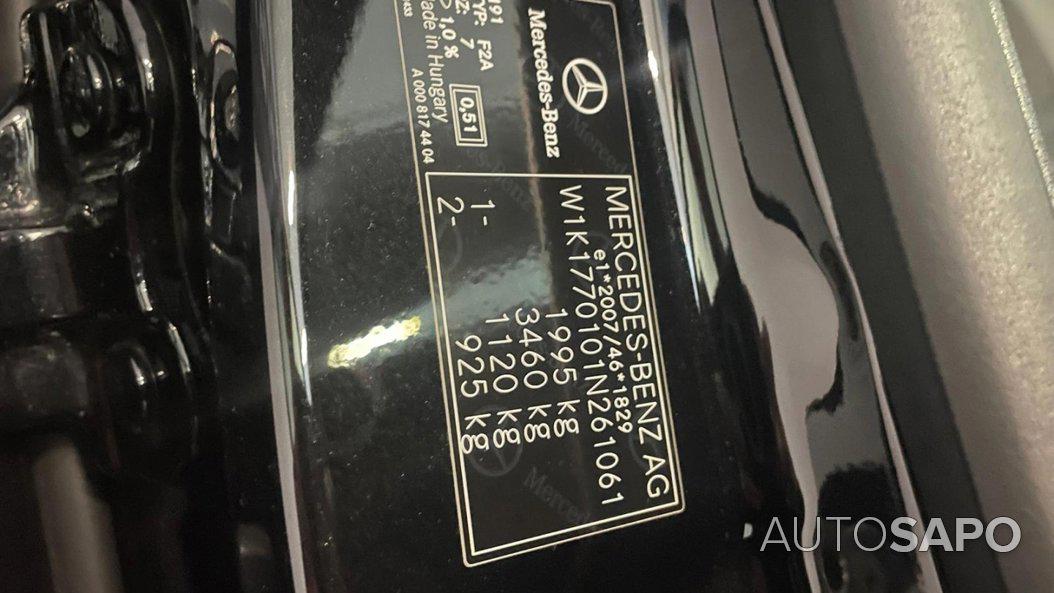 Mercedes-Benz
191
TYP: F2A
7
1,0 %
0,51
Made in Hungary
A 000 817 44 04
MERCEDES-BENZ AG
e1*2007/46*1829
W1K1770101N261061
1995 kg
3460 kg
1- 1120 kg
2- 925 kg
AUTOSAPO